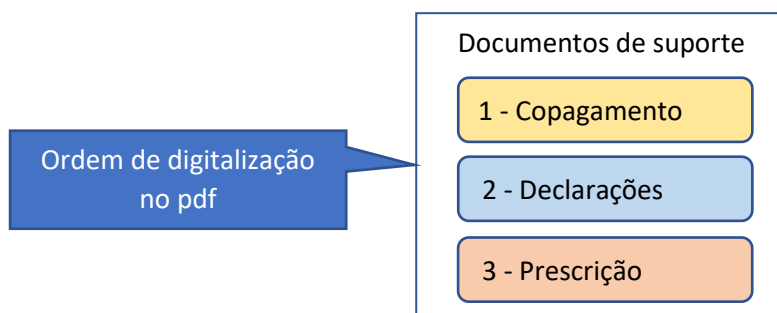 Documentos de suporte
1 - Copagamento
Ordem de digitalização
no pdf
2 - Declarações
3 - Prescrição